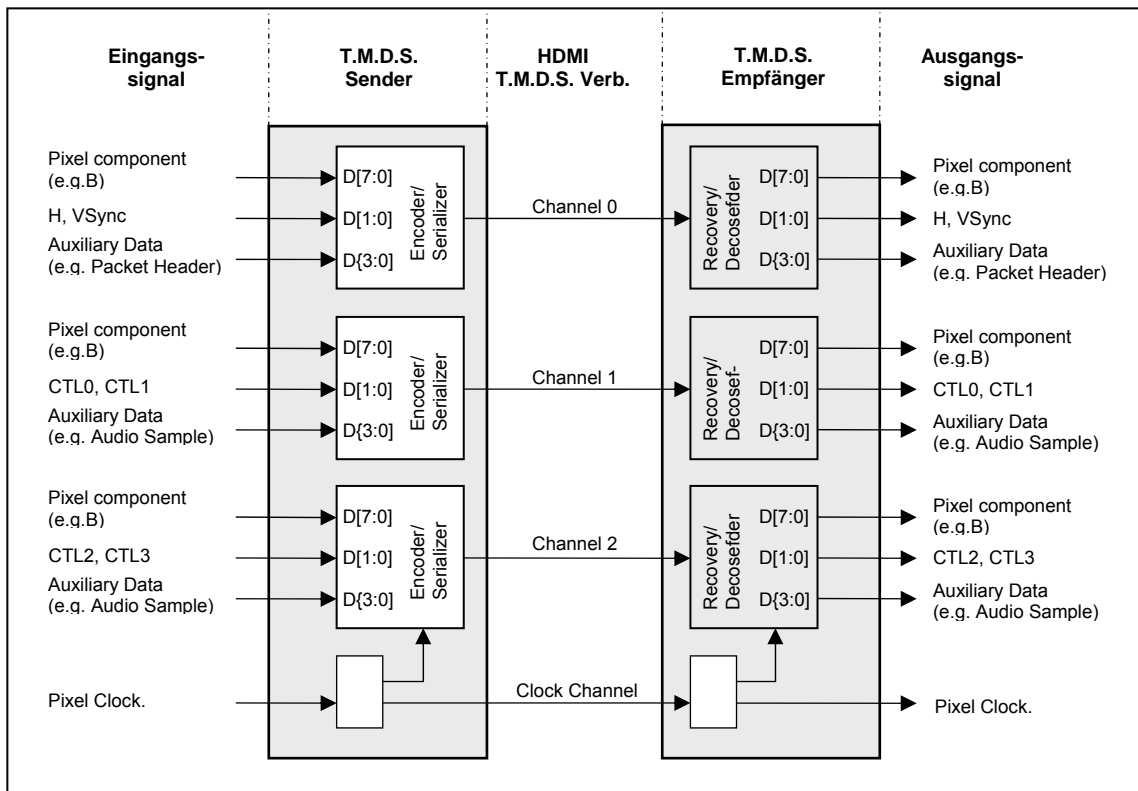 Eingangs-
signal
T.M.D.S.
Sender
HDMI
T.M.D.S. Verb.
T.M.D.S.
Empfänger
Ausgangs-
signal
Pixel component
(e.g.B)
H, VSync
Auxiliary Data
(e.g. Packet Header)
D[7:0]
D[1:0]
D{3:0]
Encoder/
Serializer
Channel 0
Recovery/
Decosefder
D[7:0]
D[1:0]
D{3:0]
Pixel component
(e.g.B)
H, VSync
Auxiliary Data
(e.g. Packet Header)
Pixel component
(e.g.B)
CTL0, CTL1
Auxiliary Data
(e.g. Audio Sample)
D[7:0]
D[1:0]
D{3:0]
Encoder/
Serializer
Channel 1
Recovery/
Decosef-
D[7:0]
D[1:0]
D{3:0]
Pixel component
(e.g.B)
CTL0, CTL1
Auxiliary Data
(e.g. Audio Sample)
Pixel component
(e.g.B)
CTL2, CTL3
Auxiliary Data
(e.g. Audio Sample)
D[7:0]
D[1:0]
D{3:0]
Encoder/
Serializer
Channel 2
Recovery/
Decosefder
D[7:0]
D[1:0]
D{3:0]
Pixel component
(e.g.B)
CTL2, CTL3
Auxiliary Data
(e.g. Audio Sample)
Pixel Clock.
Clock Channel
Pixel Clock.